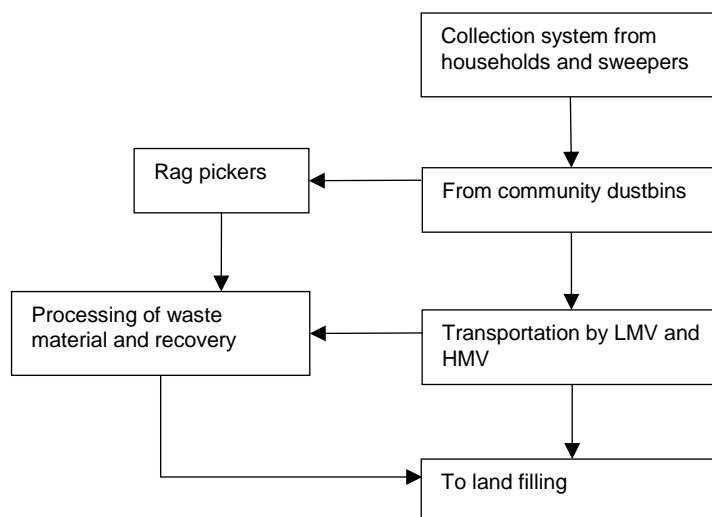 Collection system from
households and sweepers
Rag pickers
From community dustbins
Processing of waste
material and recovery
Transportation by LMV and
HMV
To land filling